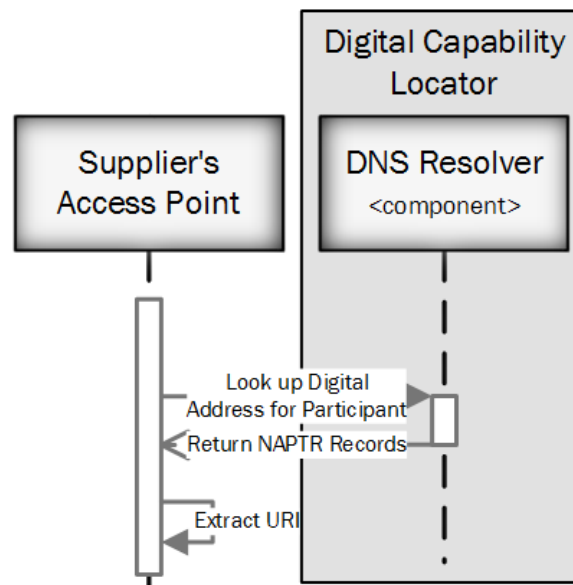 Digital Capability
Locator
Supplier's
Access Point
DNS Resolver
<component>
Look up Digital
Address for Participant
Return NAPTR Records
Extract URI